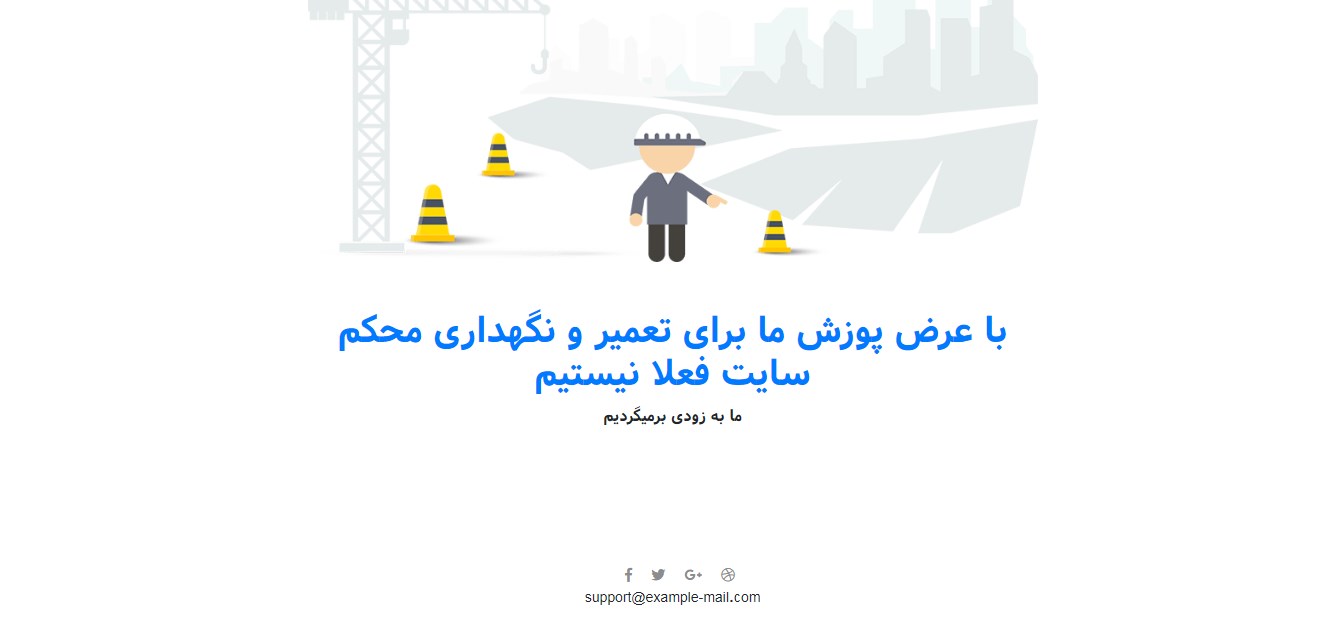 با عرض پوزش ما برای تعمیر و نگهداری محکم
سایت فعلا نیستیم
ما به زودی برمیگردیم
support@example-mail.com